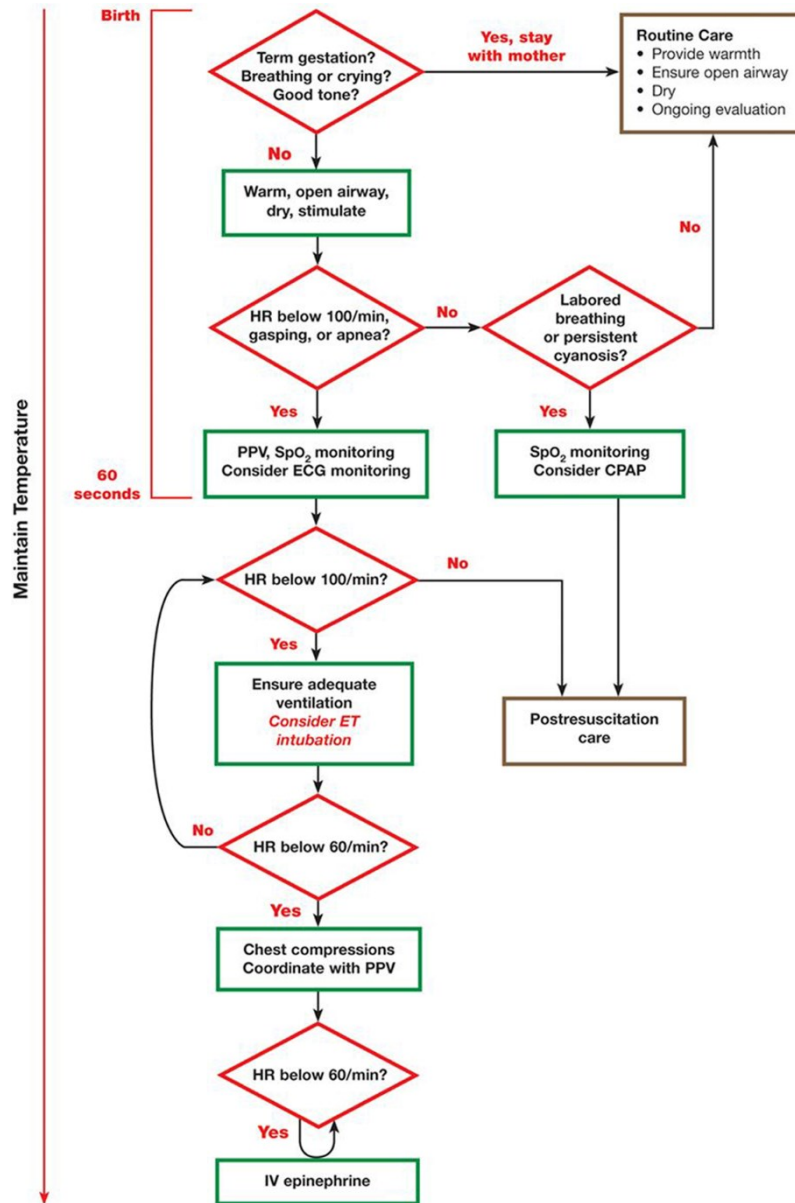 Birth
Term gestation?
Breathing or crying?
Good tone?
Yes, stay
with mother
Routine Care
• Provide warmth
• Ensure open airway
• Dry
• Ongoing evaluation
No
Warm, open airway,
dry, stimulate
No
HR below 100/min,
gasping, or apnea?
No
Labored
breathing
or persistent
cyanosis?
Yes
Yes
PPV, SpO₂ monitoring
Consider ECG monitoring
SpO₂ monitoring
Consider CPAP
60
seconds
Maintain Temperature
HR below 100/min?
No
Yes
Ensure adequate
ventilation
Consider ET
intubation
Postresuscitation
care
No
HR below 60/min?
Yes
Chest compressions
Coordinate with PPV
HR below 60/min?
Yes
IV epinephrine